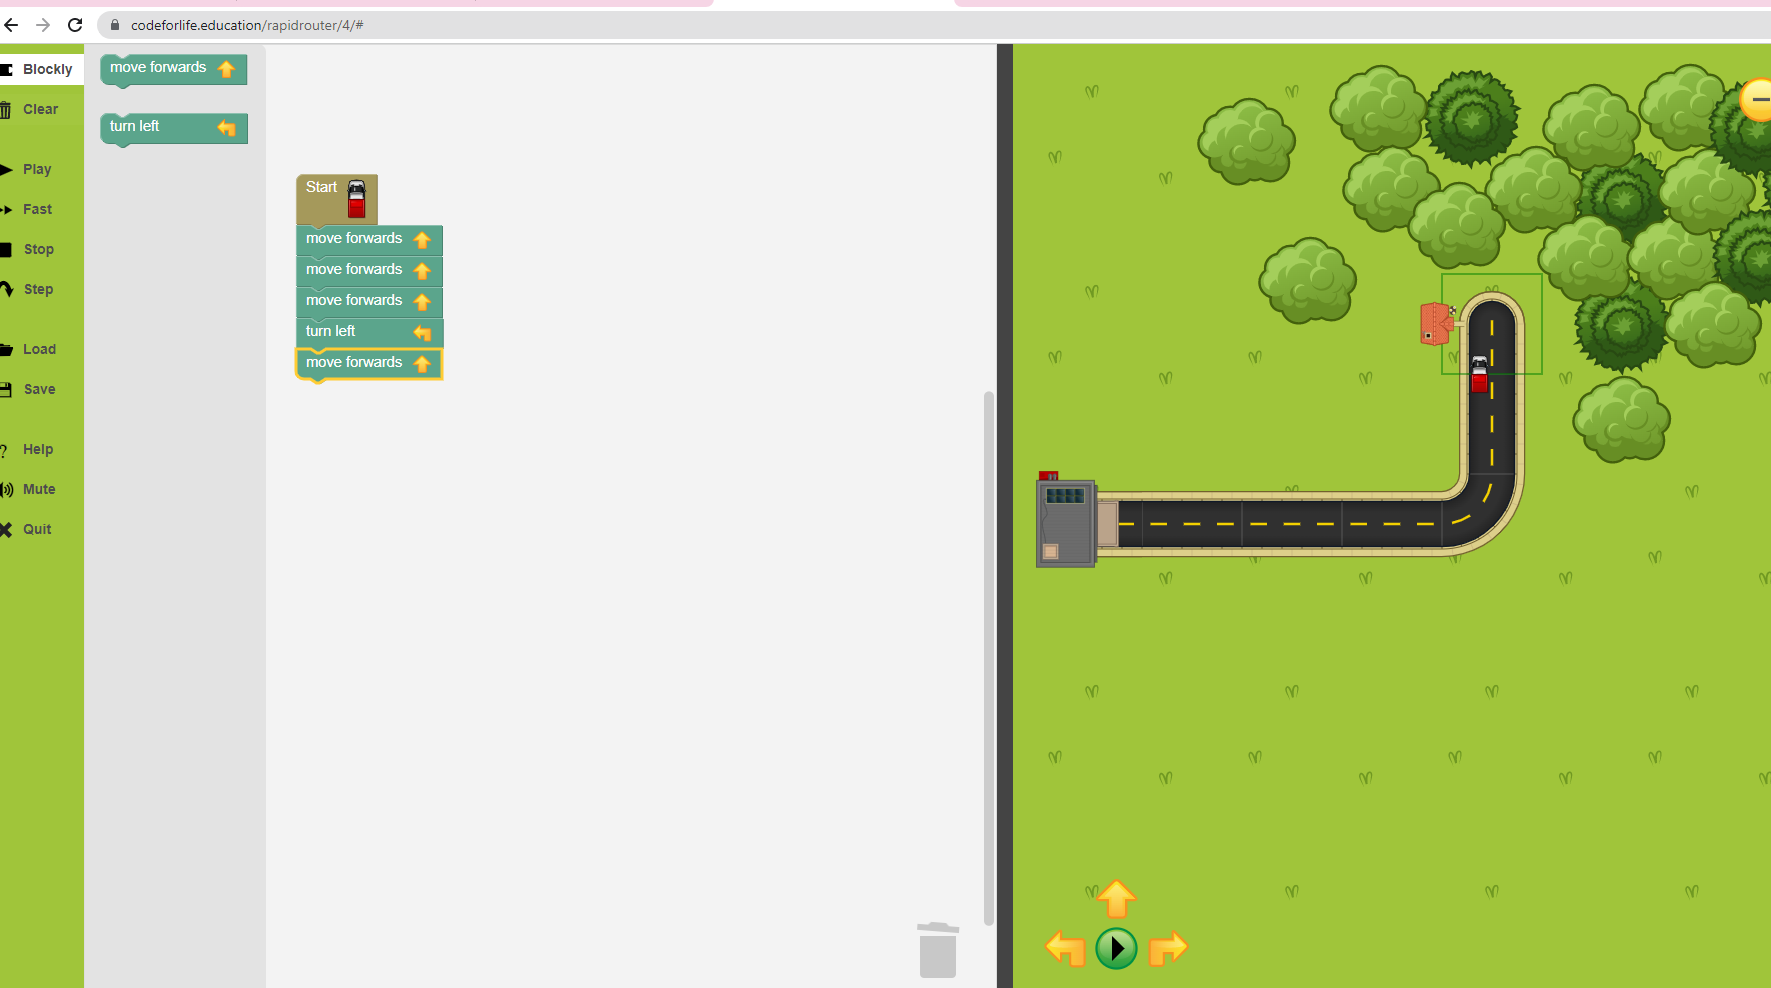 codeforlife.education/rapidrouter/4/#
Blockly
Clear
Play
Fast
Stop
Step
Load
Save
Help
Mute
Quit
move forwards
turn left
Start
move forwards
move forwards
move forwards
turn left
move forwards